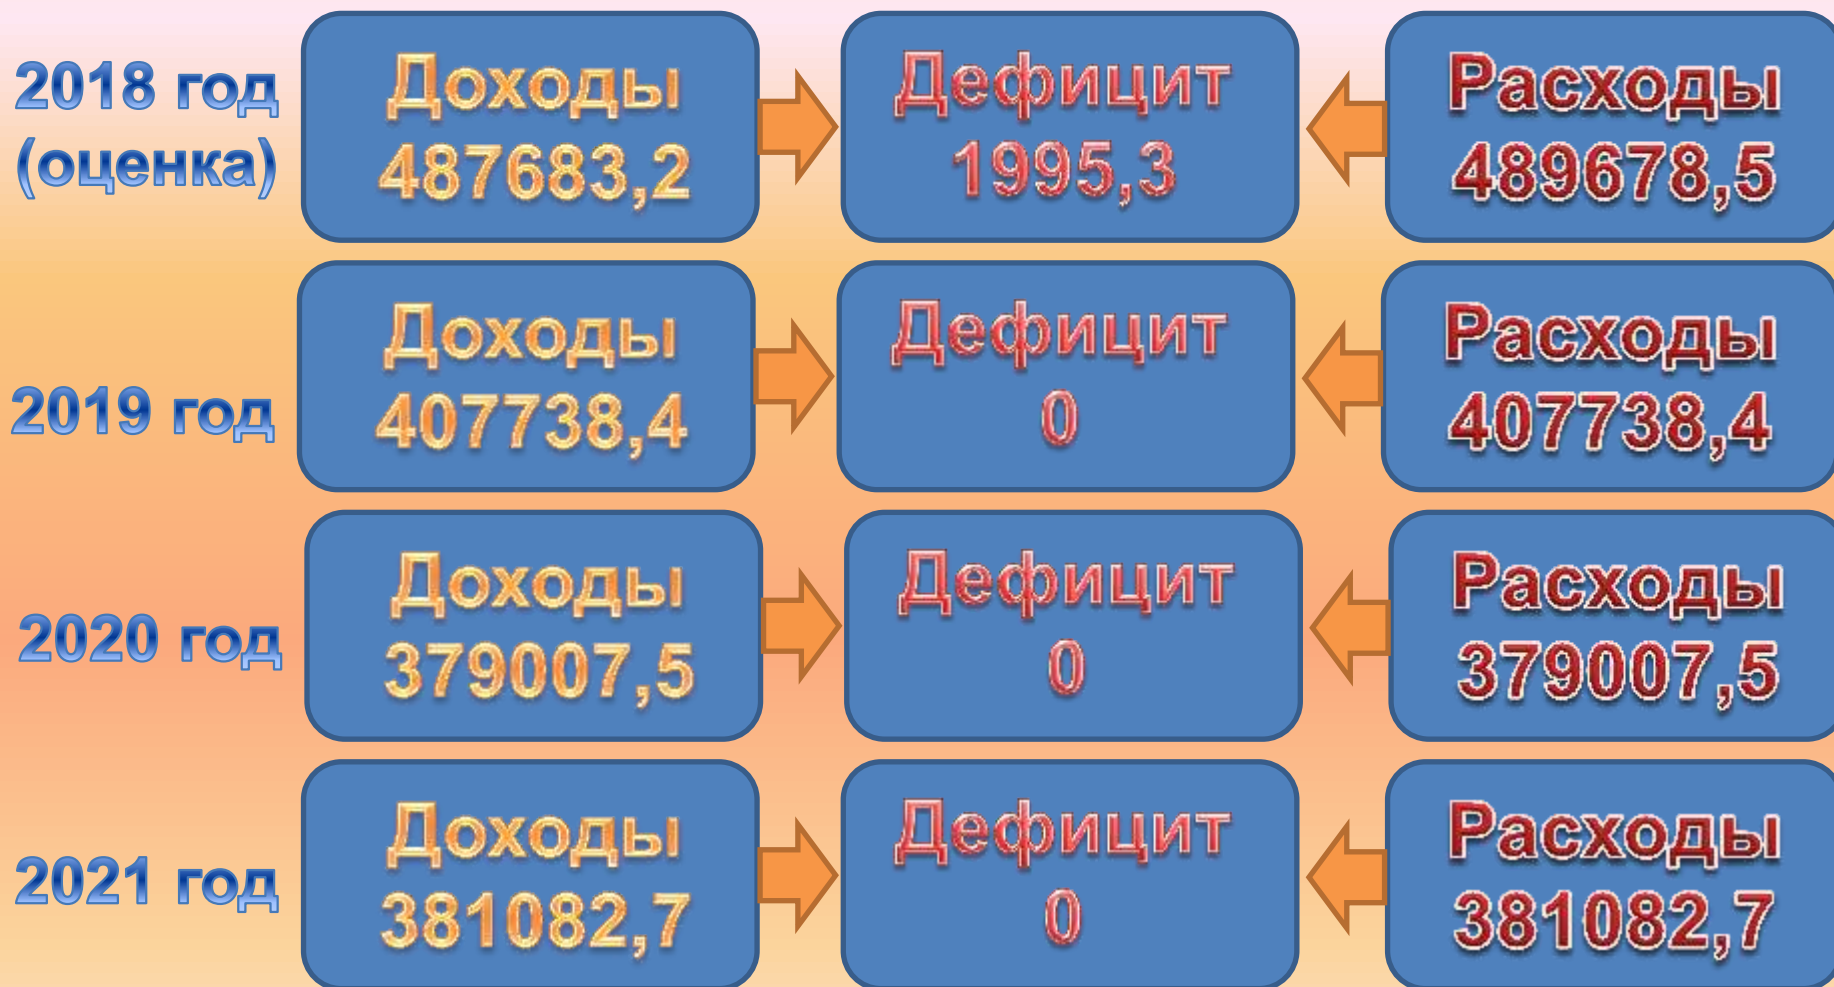 2018 год
(оценка)
Доходы
487683,2
Дефицит
1995,3
Расходы
489678,5
2019 год
Доходы
407738,4
Дефицит
0
Расходы
407738,4
2020 год
Доходы
379007,5
Дефицит
0
Расходы
379007,5
2021 год
Доходы
381082,7
Дефицит
0
Расходы
381082,7